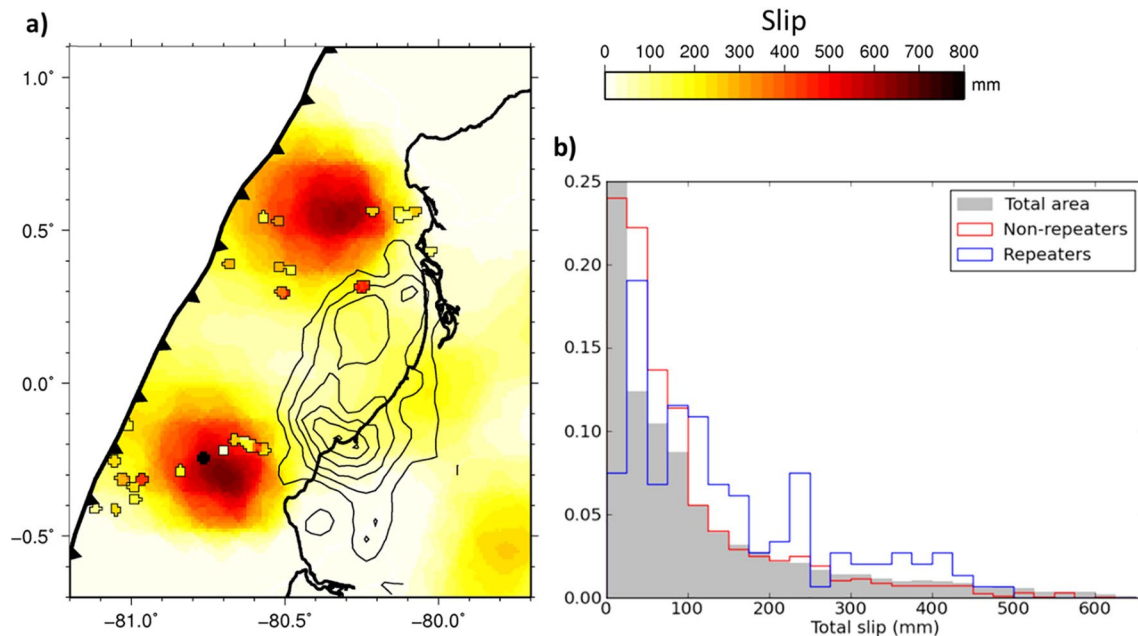 a)
Slip
0 100 200 300 400 500 600 700 800
mm
1.0°
0.5°
0.0°
−0.5°
−81.0° −80.5° −80.0°
b)
0.25
0.20
0.15
0.10
0.05
0.00
Total area
Non-repeaters
Repeaters
0 100 200 300 400 500 600
Total slip (mm)